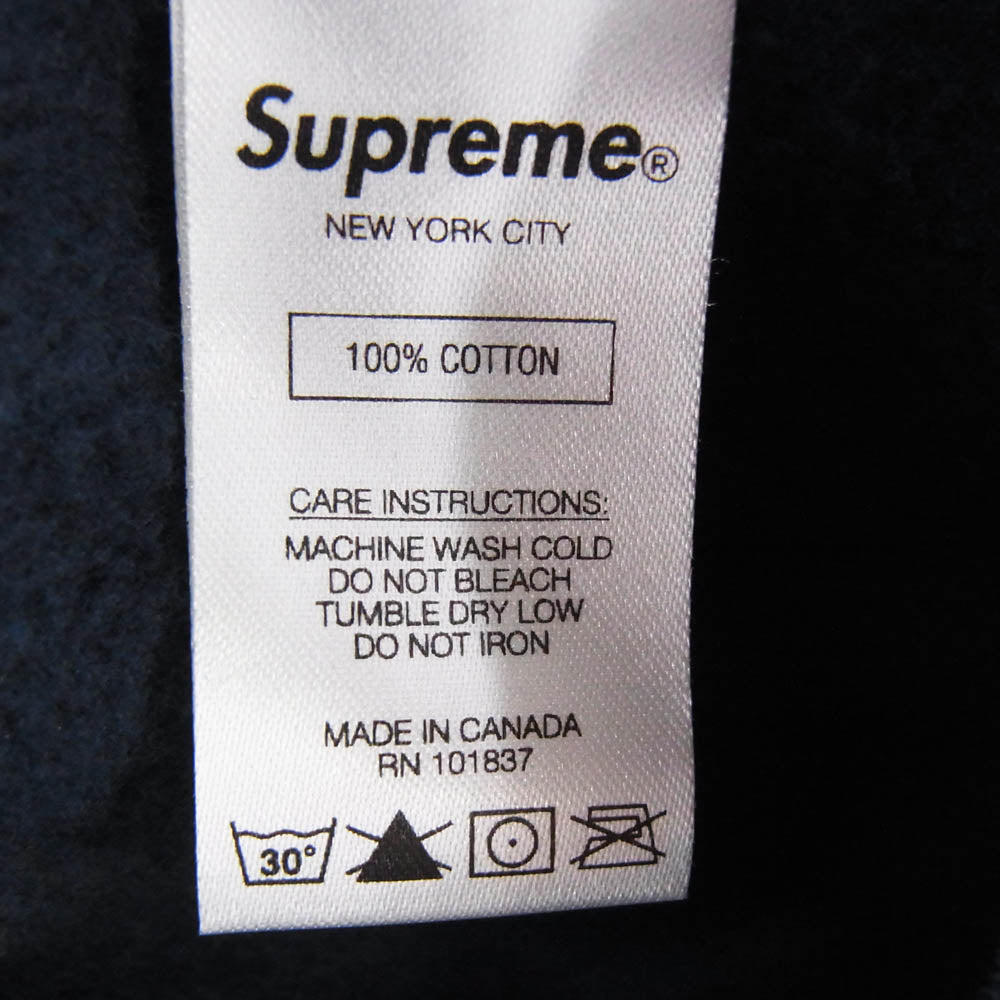 Supreme®
NEW YORK CITY
100% COTTON
CARE INSTRUCTIONS:
MACHINE WASH COLD
DO NOT BLEACH
TUMBLE DRY LOW
DO NOT IRON
MADE IN CANADA
RN 101837
30°